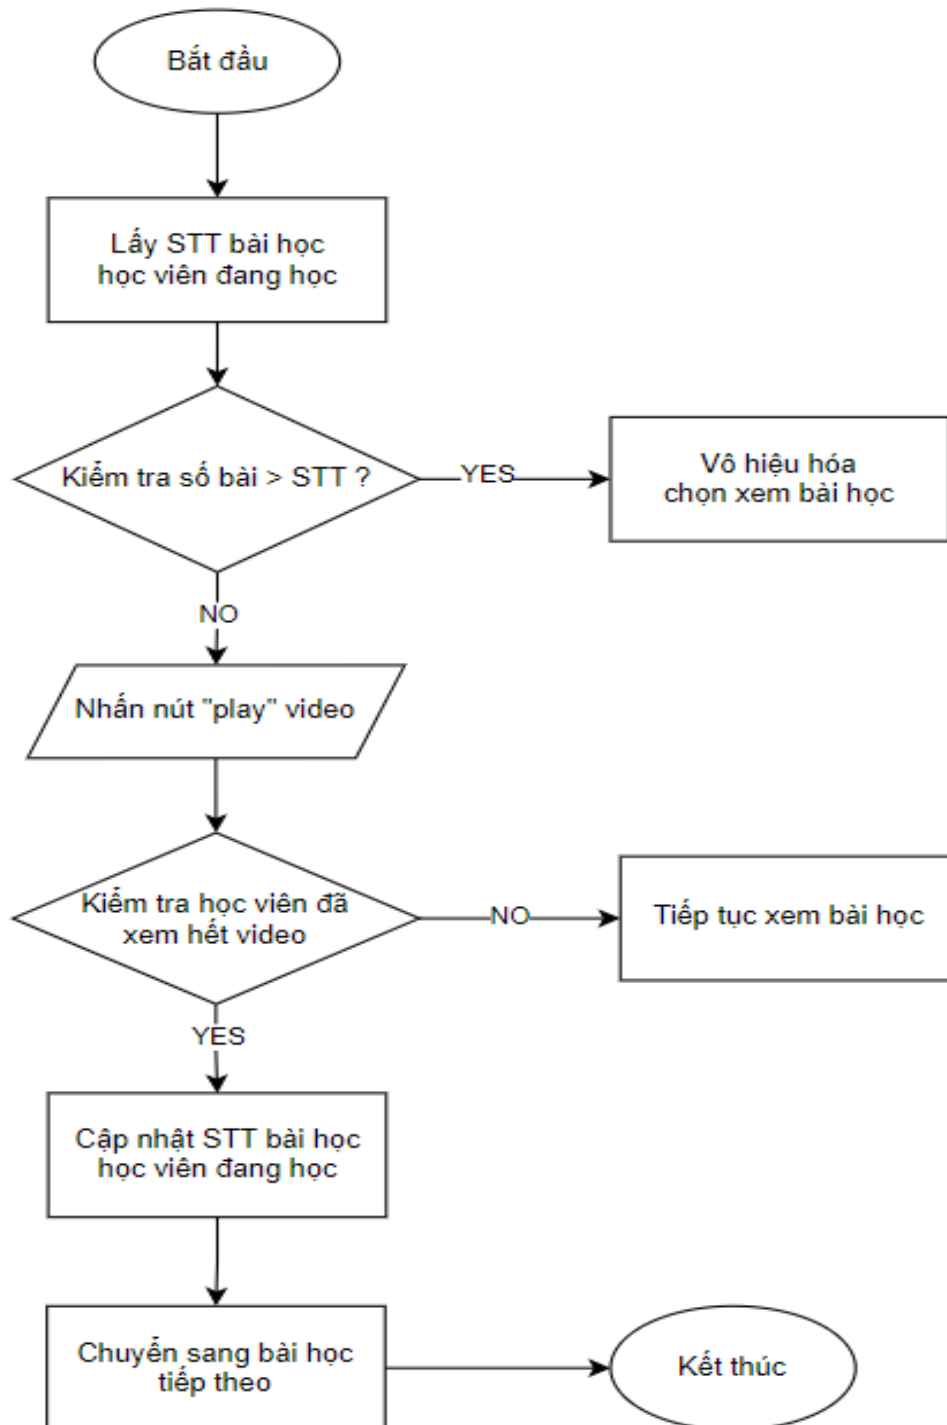 Bắt đầu
Lấy STT bài học
học viên đang học
Kiểm tra số bài > STT ?
YES
Vô hiệu hóa
chọn xem bài học
NO
Nhấn nút "play" video
Kiểm tra học viên đã
xem hết video
NO
Tiếp tục xem bài học
YES
Cập nhật STT bài học
học viên đang học
Chuyển sang bài học
tiếp theo
Kết thúc